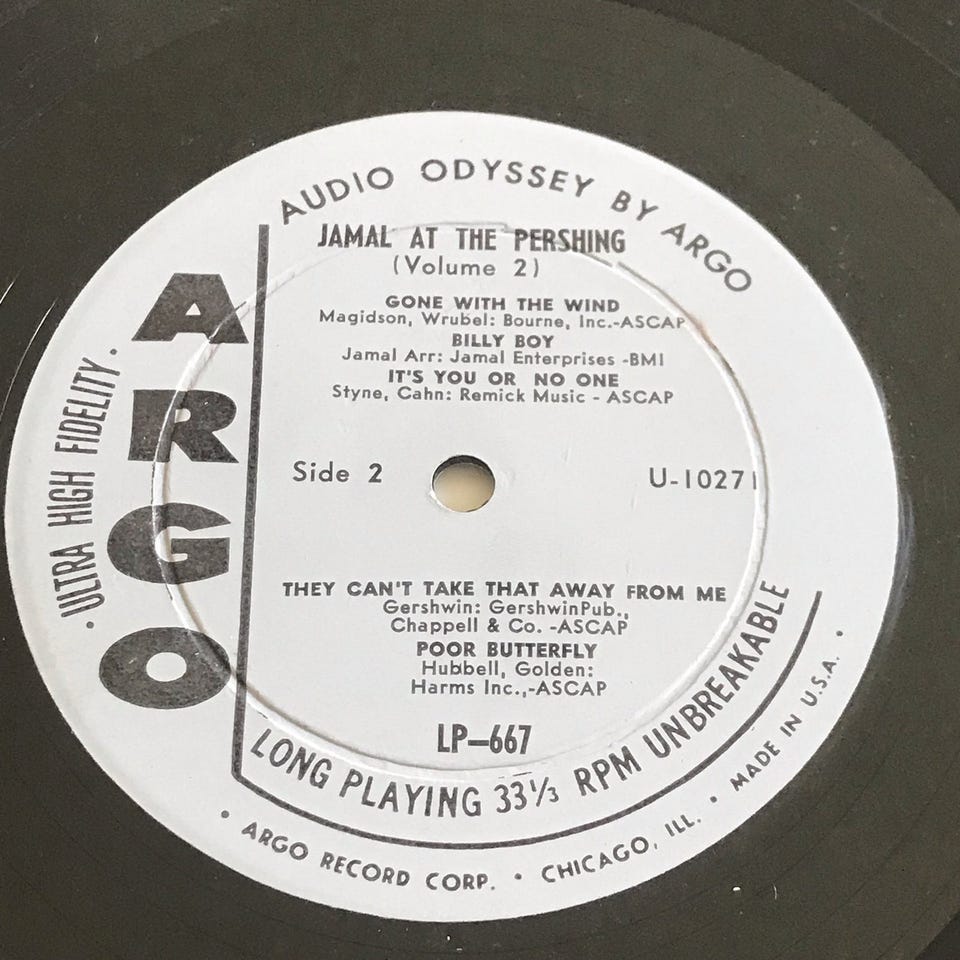 AUDIO ODYSSEY BY ARGO
JAMAL AT THE PERSHING
(Volume 2)
GONE WITH THE WIND
Magidson, Wrubel: Bourne, Inc.-ASCAP
BILLY BOY
Jamal Arr: Jamal Enterprises -BMI
IT'S YOU OR NO ONE
Styne, Cahn: Remick Music - ASCAP
ARGO
· ULTRA HIGH FIDELITY ·
Side 2
U-10271
THEY CAN'T TAKE THAT AWAY FROM ME
Gershwin: GershwinPub.,
Chappell & Co. -ASCAP
POOR BUTTERFLY
Hubbell, Golden:
Harms Inc.,-ASCAP
LP-667
LONG PLAYING 33⅓ RPM UNBREAKABLE
· ARGO RECORD CORP. · CHICAGO, ILL. · MADE IN U.S.A. ·